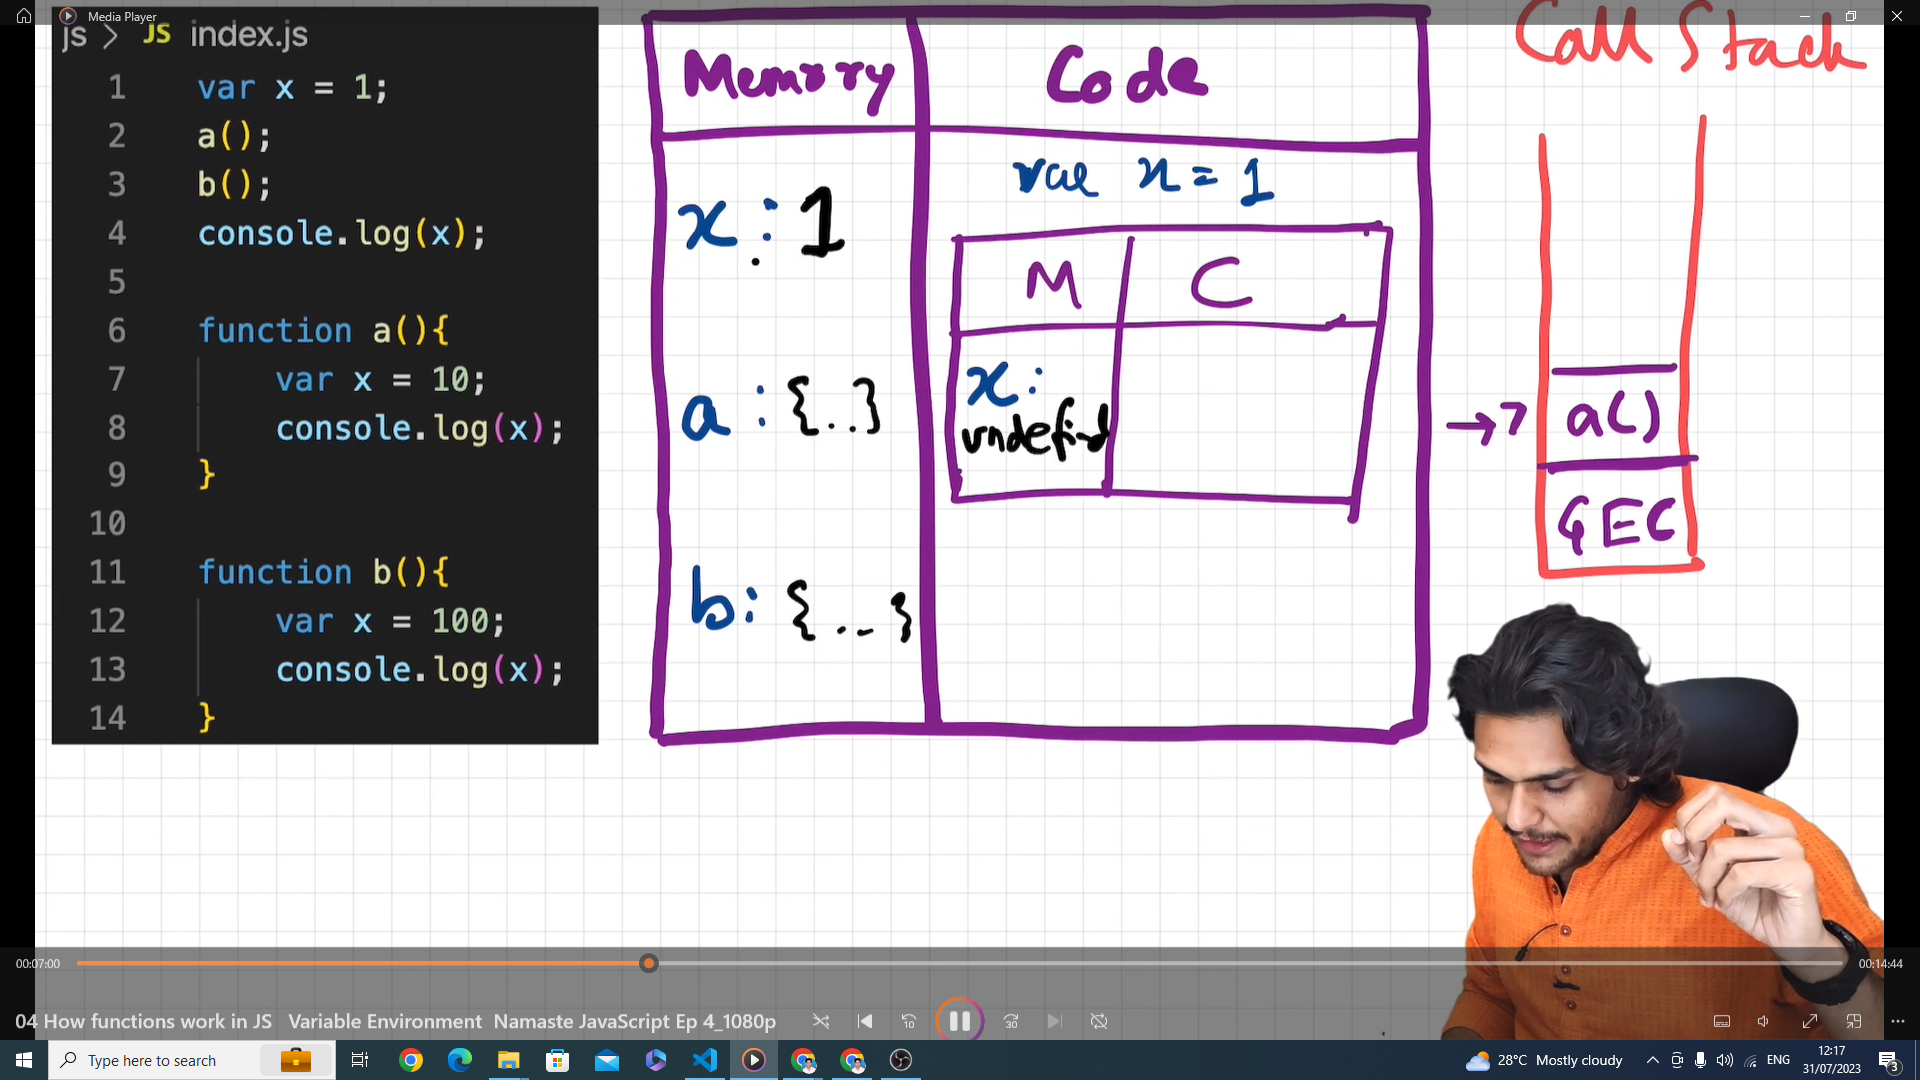 Media Player
js > JS index.js
1 var x = 1;
2 a();
3 b();
4 console.log(x);
5
6 function a(){
7 var x = 10;
8 console.log(x);
9 }
10
11 function b(){
12 var x = 100;
13 console.log(x);
14 }
Memory Code
var x = 1
x : 1
M C
x :
undefind
a : {..}
b : {...}
Call Stack
→7 a()
GEC
00:07:00
00:14:44
04 How functions work in JS Variable Environment Namaste JavaScript Ep 4_1080p
10 30
Type here to search
28°C Mostly cloudy
ENG
12:17
31/07/2023
3